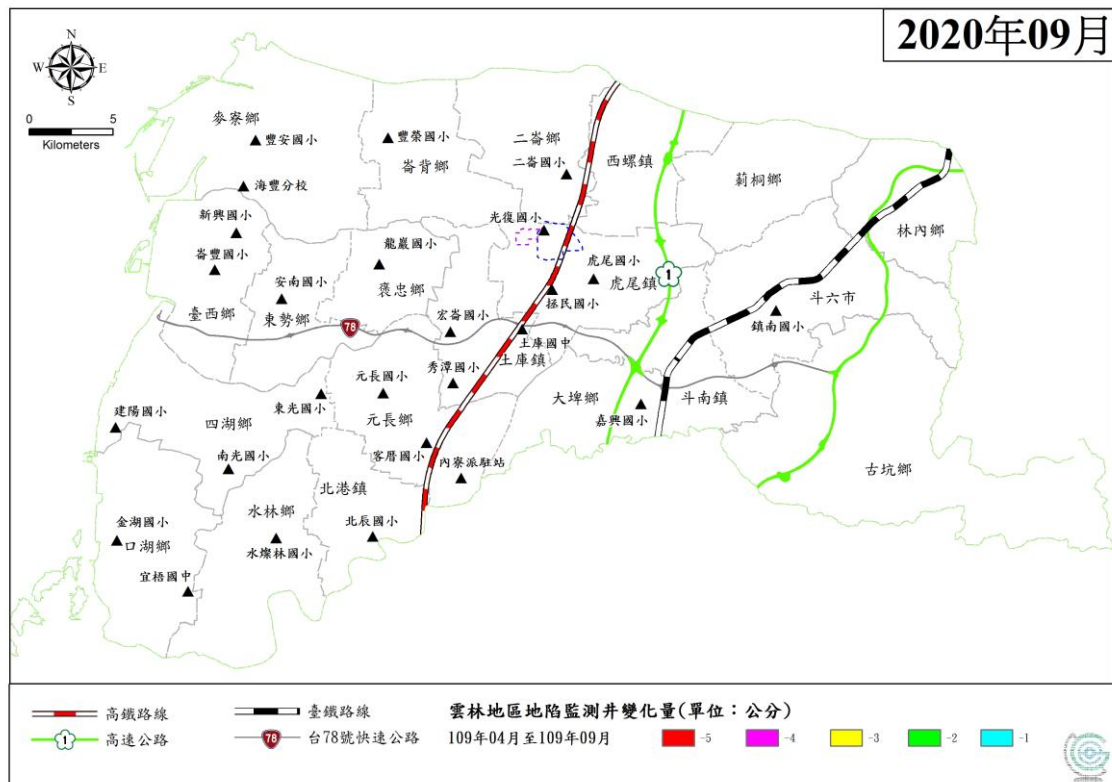 2020年09月
N
W
E
S
0
5
Kilometers
麥寮鄉
豐安國小
豐榮國小
崙背鄉
二崙鄉
二崙國小
西螺鎮
莿桐鄉
海豐分校
新興國小
光復國小
林內鄉
崙豐國小
龍巖國小
虎尾國小
1
虎尾鎮
安南國小
褒忠鄉
拯民國小
斗六市
臺西鄉
東勢鄉
78
宏崙國小
鎮南國小
土庫國中
土庫鎮
秀潭國小
元長國小
東光國小
大埤鄉
斗南鎮
建陽國小
四湖鄉
元長鄉
嘉興國小
南光國小
客厝國小
內寮派駐站
古坑鄉
北港鎮
水林鄉
金湖國小
北辰國小
口湖鄉
水燦林國小
宜梧國中
高鐵路線
臺鐵路線
雲林地區地陷監測井變化量(單位：公分)
1
高速公路
78
台78號快速公路
109年04月至109年09月
-5
-4
-3
-2
-1